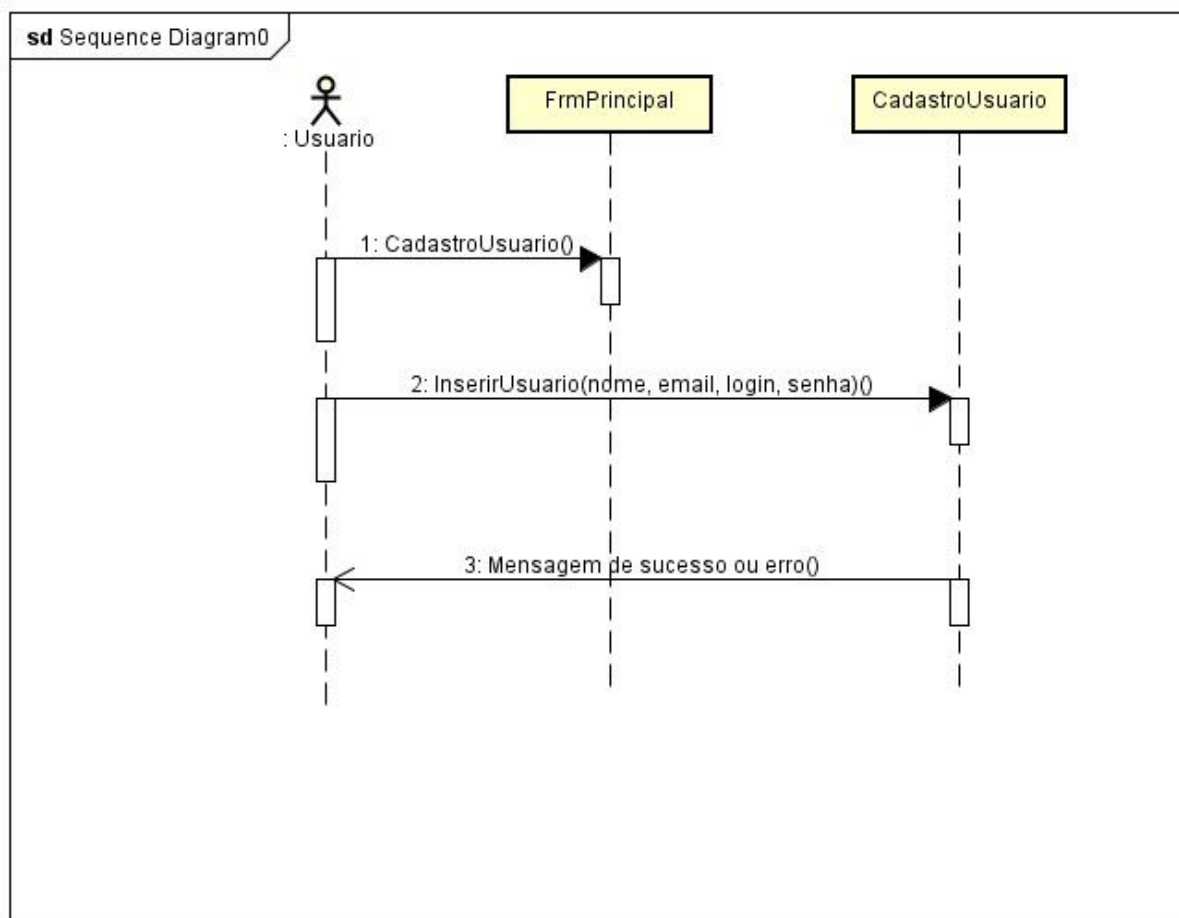 sd Sequence Diagram0
FrmPrincipal
CadastroUsuario
: Usuario
1: CadastroUsuario()
2: InserirUsuario(nome, email, login, senha)()
3: Mensagem de sucesso ou erro()